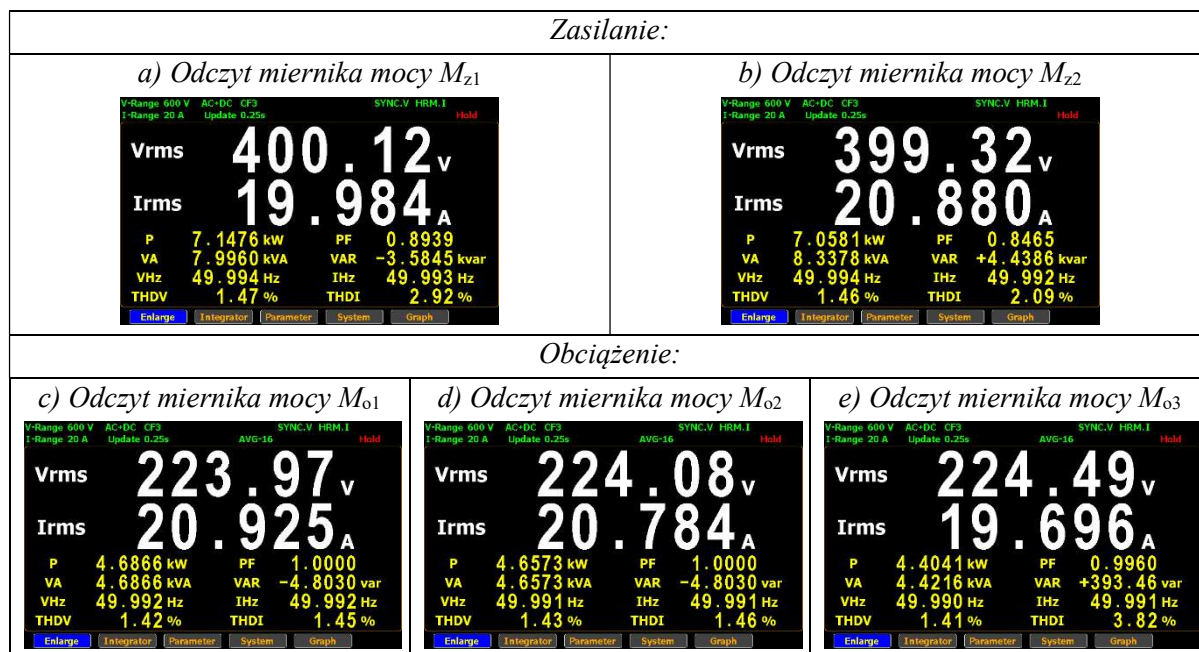 Zasilanie:
a) Odczyt miernika mocy Mz1
V-Range 600 V AC+DC CF3 SYNC.V HRM.I
I-Range 20 A Update 0.25s Hold
Vrms 400.12 V
Irms 19.984 A
P 7.1476 kW PF 0.8939
VA 7.9960 kVA VAR -3.5845 kvar
VHz 49.994 Hz IHz 49.993 Hz
THDV 1.47 % THDI 2.92 %
Enlarge Integrator Parameter System Graph
b) Odczyt miernika mocy Mz2
V-Range 600 V AC+DC CF3 SYNC.V HRM.I
I-Range 20 A Update 0.25s Hold
Vrms 399.32 V
Irms 20.880 A
P 7.0581 kW PF 0.8465
VA 8.3378 kVA VAR +4.4386 kvar
VHz 49.994 Hz IHz 49.992 Hz
THDV 1.46 % THDI 2.09 %
Enlarge Integrator Parameter System Graph
Obciążenie:
c) Odczyt miernika mocy Mo1
V-Range 600 V AC+DC CF3 SYNC.V HRM.I
I-Range 20 A Update 0.25s AVG-16 Hold
Vrms 223.97 V
Irms 20.925 A
P 4.6866 kW PF 1.0000
VA 4.6866 kVA VAR -4.8030 var
VHz 49.992 Hz IHz 49.992 Hz
THDV 1.42 % THDI 1.45 %
Enlarge Integrator Parameter System Graph
d) Odczyt miernika mocy Mo2
V-Range 600 V AC+DC CF3 SYNC.V HRM.I
I-Range 20 A Update 0.25s AVG-16 Hold
Vrms 224.08 V
Irms 20.784 A
P 4.6573 kW PF 1.0000
VA 4.6573 kVA VAR -4.8030 var
VHz 49.991 Hz IHz 49.991 Hz
THDV 1.43 % THDI 1.46 %
Enlarge Integrator Parameter System Graph
e) Odczyt miernika mocy Mo3
V-Range 600 V AC+DC CF3 SYNC.V HRM.I
I-Range 20 A Update 0.25s AVG-16 Hold
Vrms 224.49 V
Irms 19.696 A
P 4.4041 kW PF 0.9960
VA 4.4216 kVA VAR +393.46 var
VHz 49.990 Hz IHz 49.991 Hz
THDV 1.41 % THDI 3.82 %
Enlarge Integrator Parameter System Graph